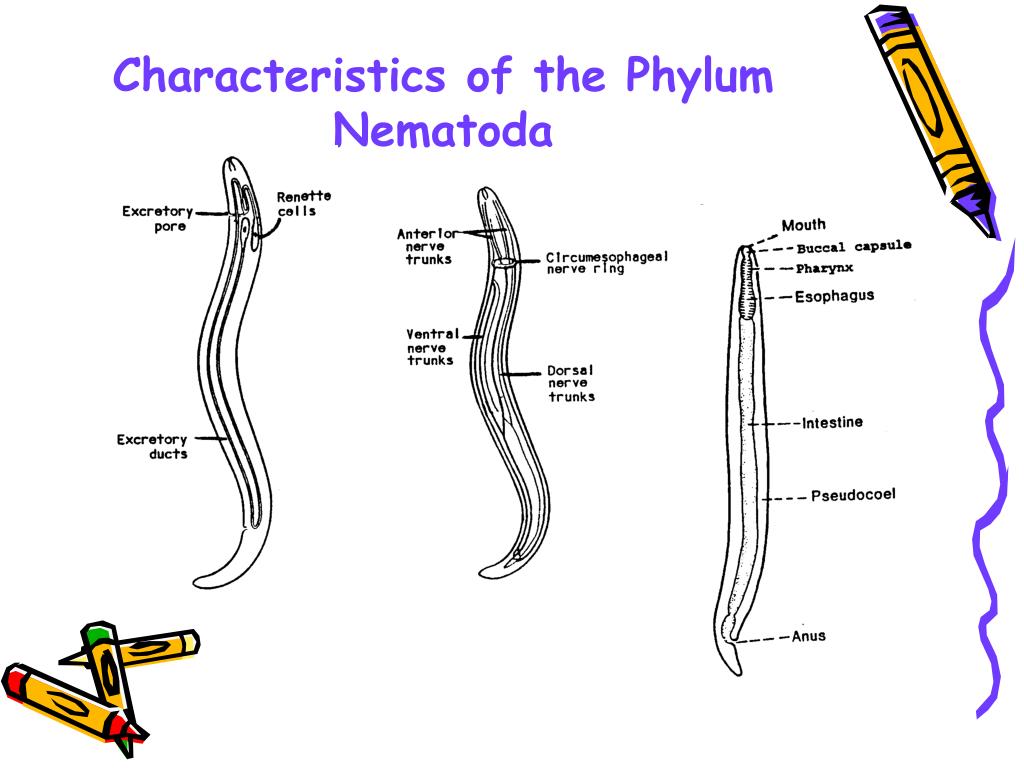 Characteristics of the Phylum
Nematoda
Excretory
pore
Renette
cells
Excretory
ducts
Anterior
nerve
trunks
Circumesophageal
nerve ring
Ventral
nerve
trunks
Dorsal
nerve
trunks
Mouth
Buccal capsule
Pharynx
Esophagus
Intestine
Pseudocoel
Anus